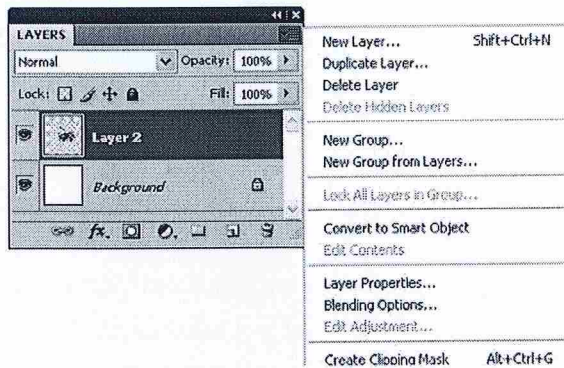 LAYERS
Normal Opacity: 100%
Lock: Fill: 100%
Layer 2
Background
fx.
New Layer... Shift+Ctrl+N
Duplicate Layer...
Delete Layer
Delete Hidden Layers
New Group...
New Group from Layers...
Lock All Layers in Group...
Convert to Smart Object
Edit Contents
Layer Properties...
Blending Options...
Edit Adjustment...
Create Clipping Mask Alt+Ctrl+G